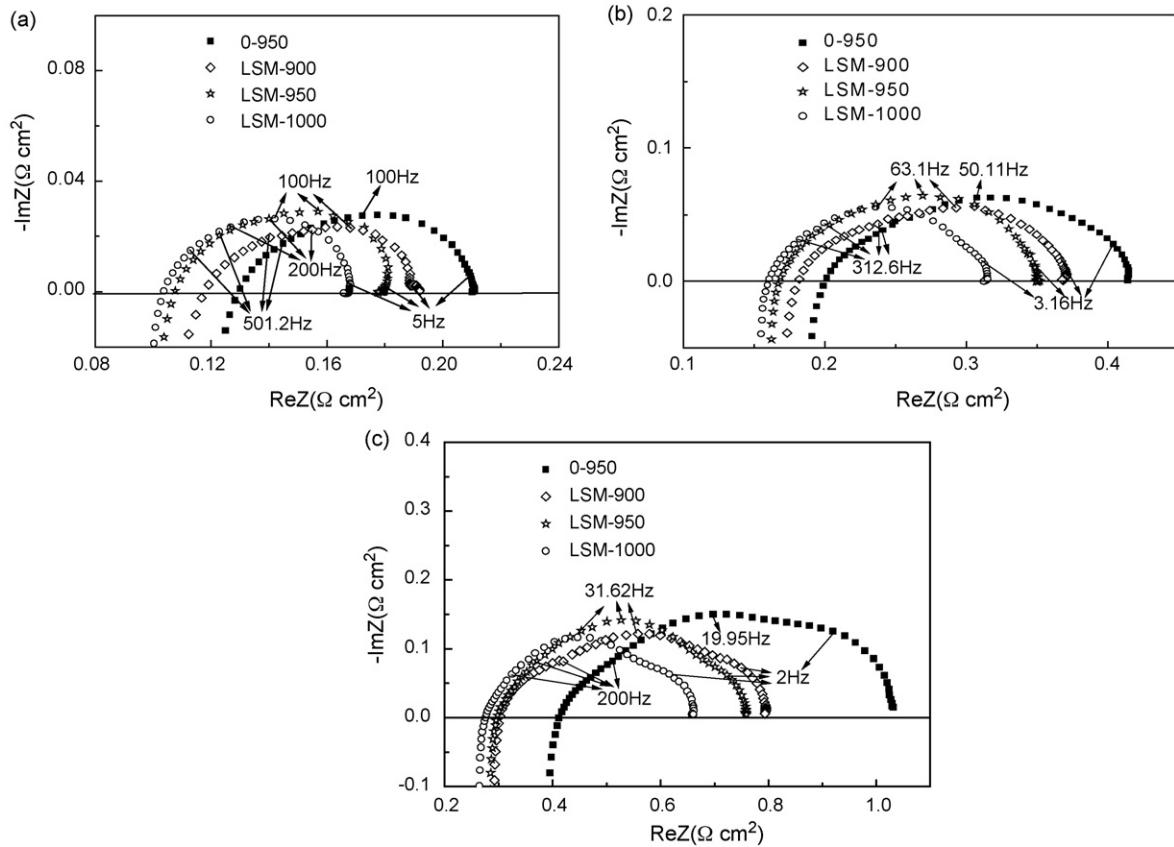 (a)
0-950
LSM-900
LSM-950
LSM-1000
0.08
0.04
0.00
-ImZ(Ω cm²)
100Hz
100Hz
200Hz
501.2Hz
5Hz
0.08
0.12
0.16
0.20
0.24
ReZ(Ω cm²)
(b)
0.2
0-950
LSM-900
LSM-950
LSM-1000
0.1
0.0
-ImZ(Ω cm²)
63.1Hz
50.11Hz
312.6Hz
3.16Hz
0.1
0.2
0.3
0.4
ReZ(Ω cm²)
(c)
0.4
0-950
LSM-900
LSM-950
LSM-1000
0.3
0.2
0.1
0.0
-0.1
-ImZ(Ω cm²)
31.62Hz
19.95Hz
200Hz
2Hz
0.2
0.4
0.6
0.8
1.0
ReZ(Ω cm²)